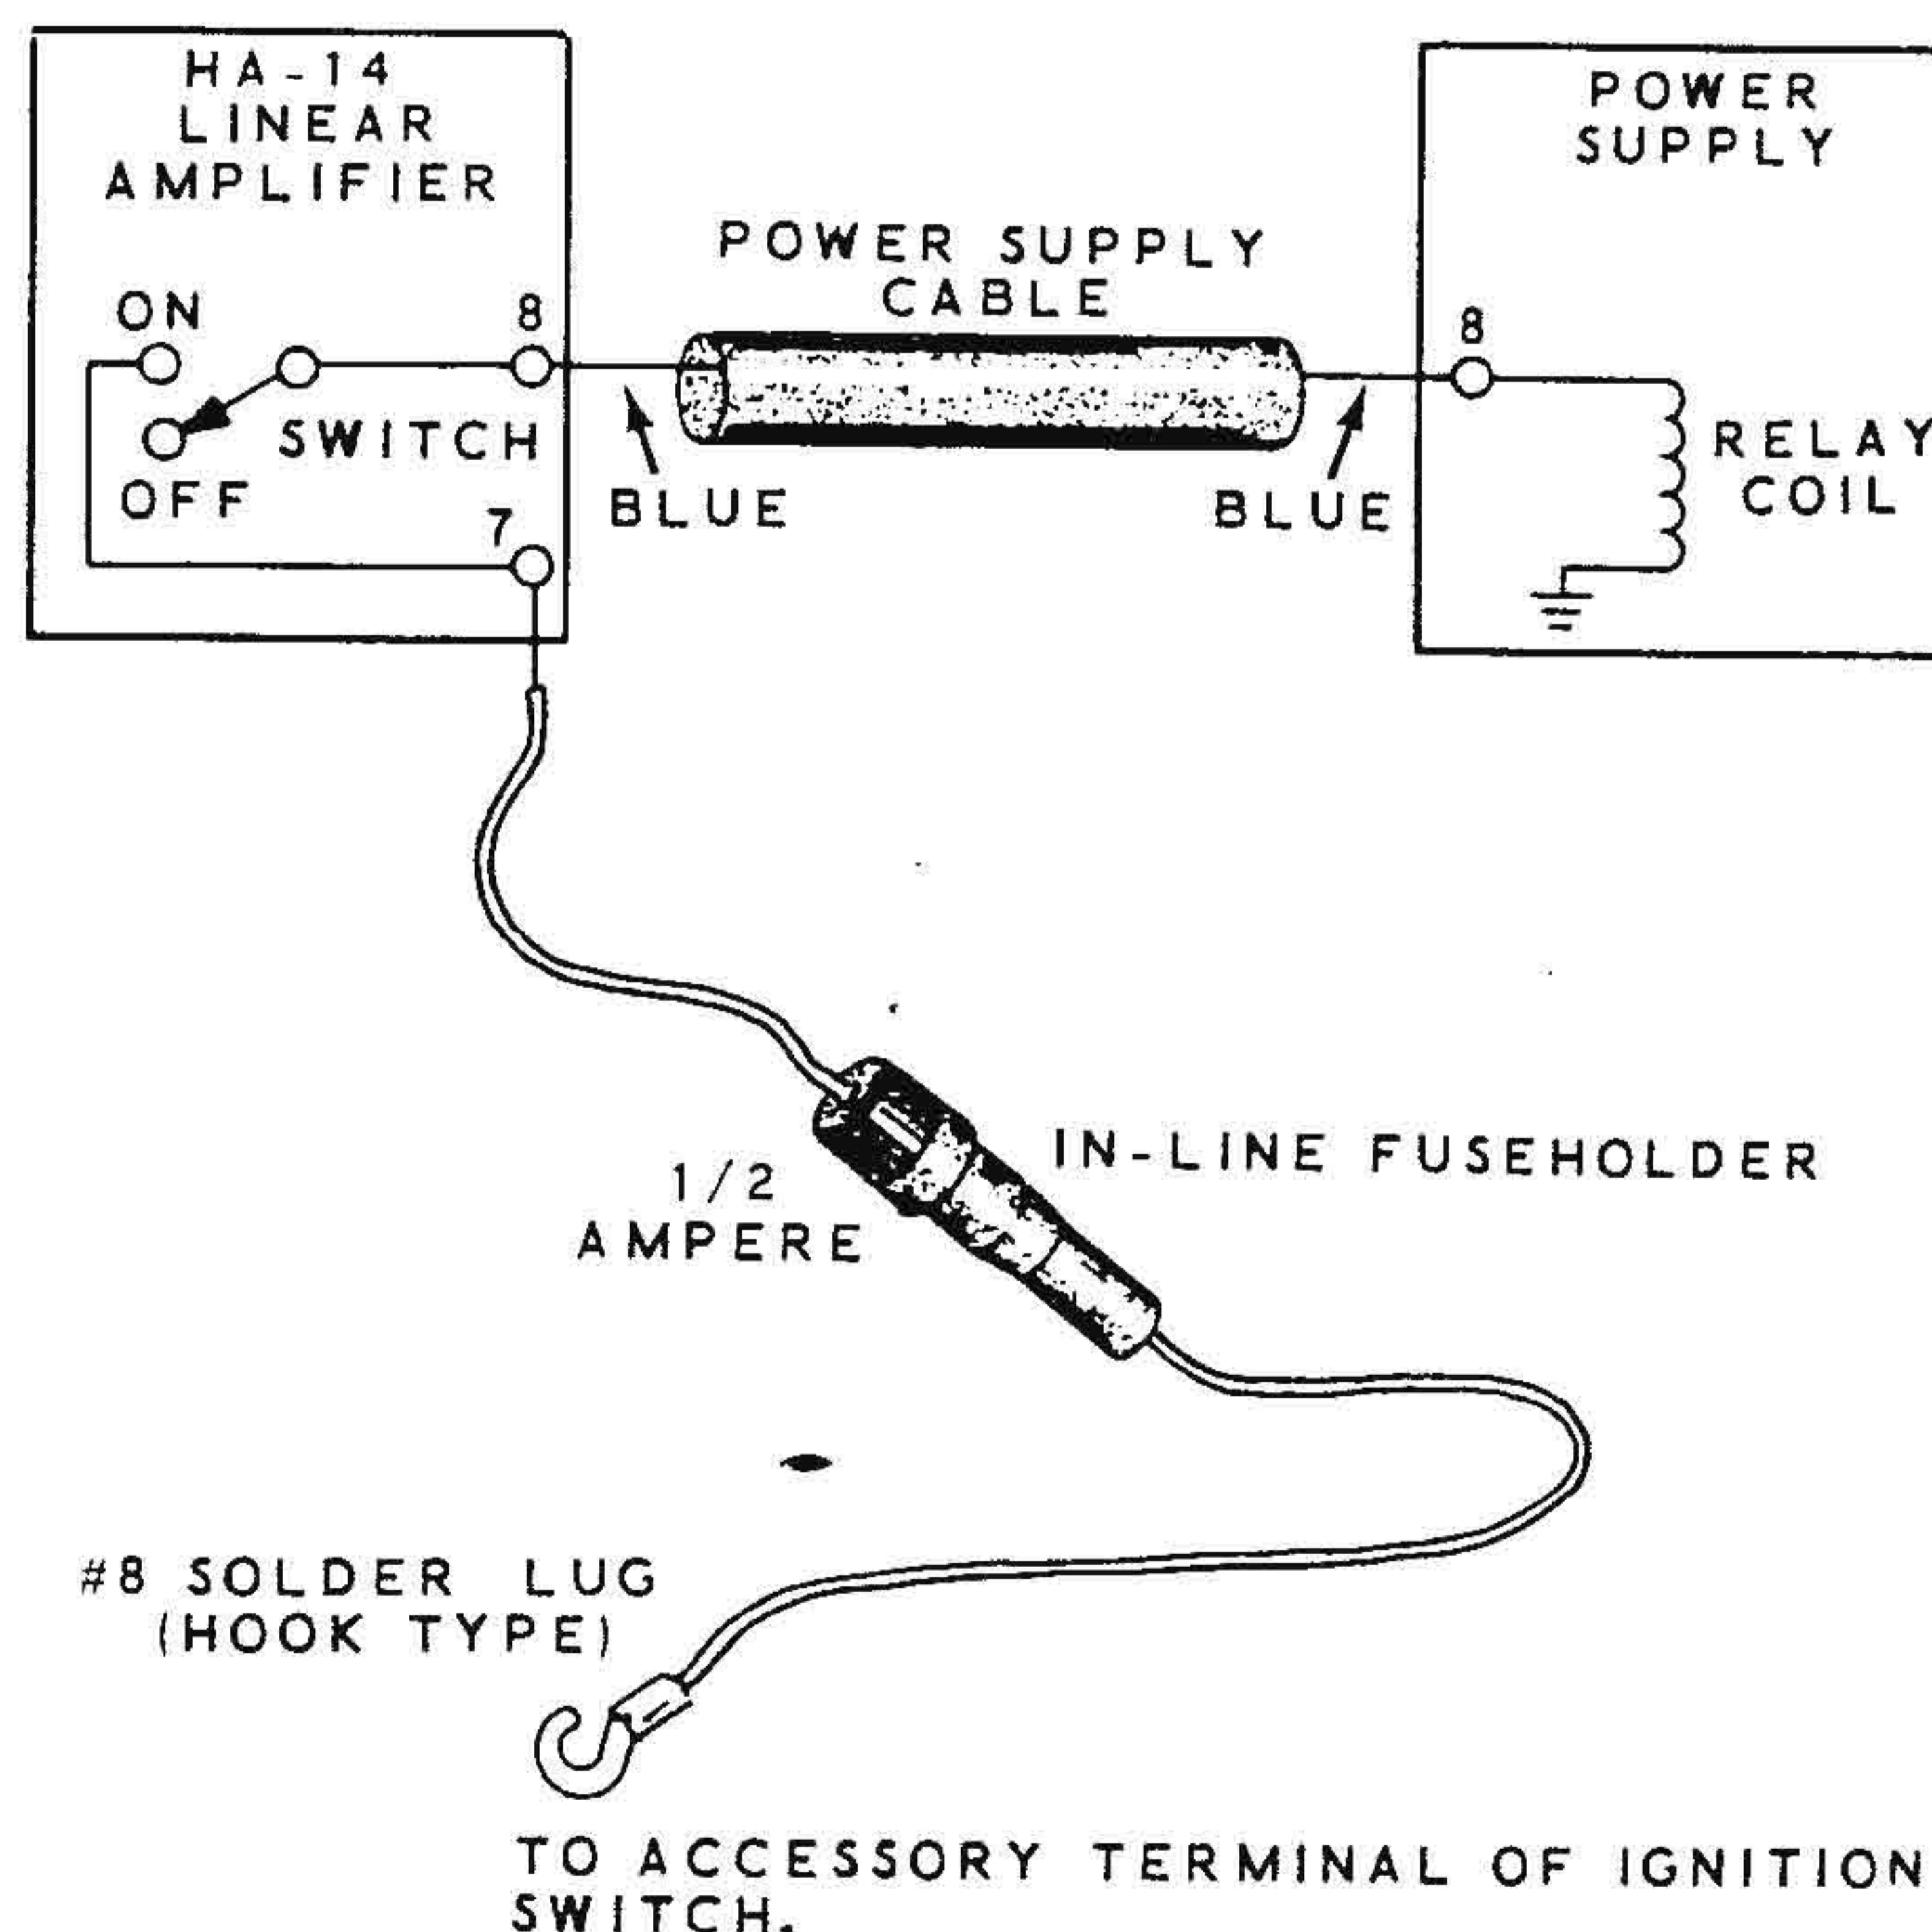 HA-14
LINEAR
AMPLIFIER
POWER
SUPPLY
POWER SUPPLY
CABLE
ON
8
8
SWITCH
OFF
7
BLUE
BLUE
RELAY
COIL
IN-LINE FUSEHOLDER
1/2
AMPERE
#8 SOLDER LUG
(HOOK TYPE)
TO ACCESSORY TERMINAL OF IGNITION
SWITCH.